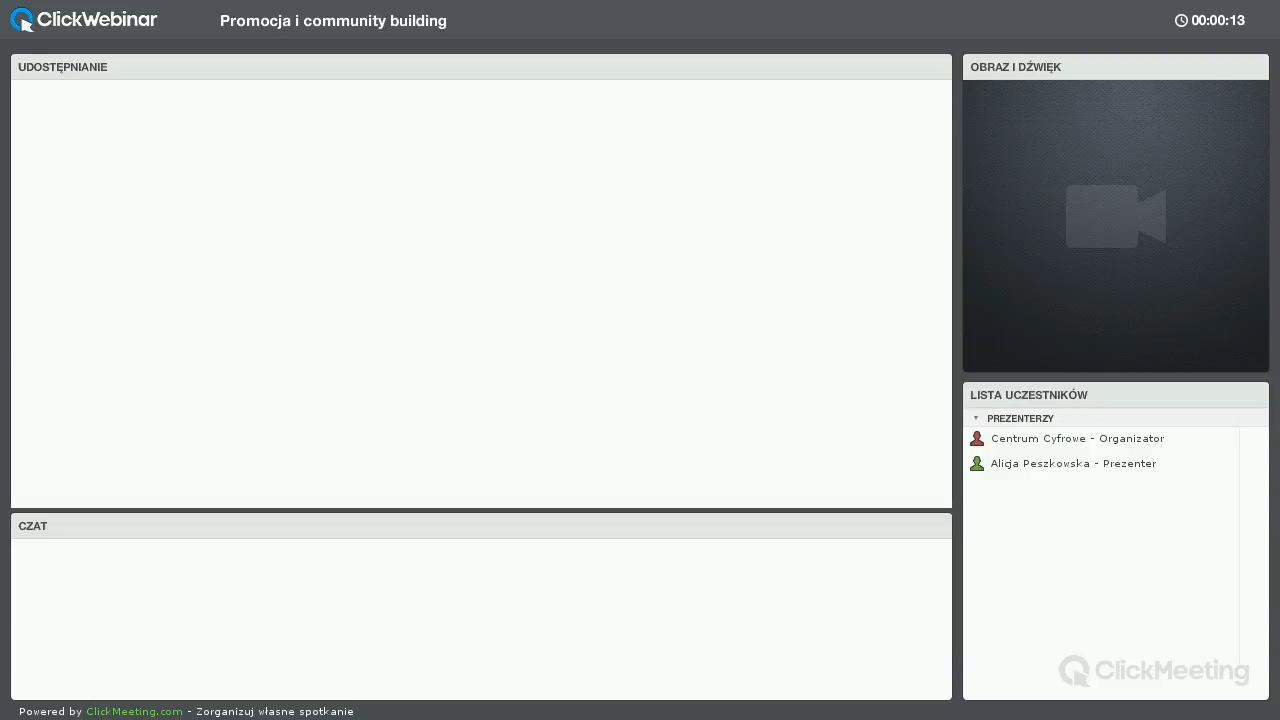 ClickWebinar
Promocja i community building
00:00:13
UDOSTĘPNIANIE
OBRAZ I DŹWIĘK
LISTA UCZESTNIKÓW
PREZENTERZY
Centrum Cyfrowe - Organizator
Alicja Peszkowska - Prezenter
CZAT
ClickMeeting
Powered by ClickMeeting.com - Zorganizuj własne spotkanie